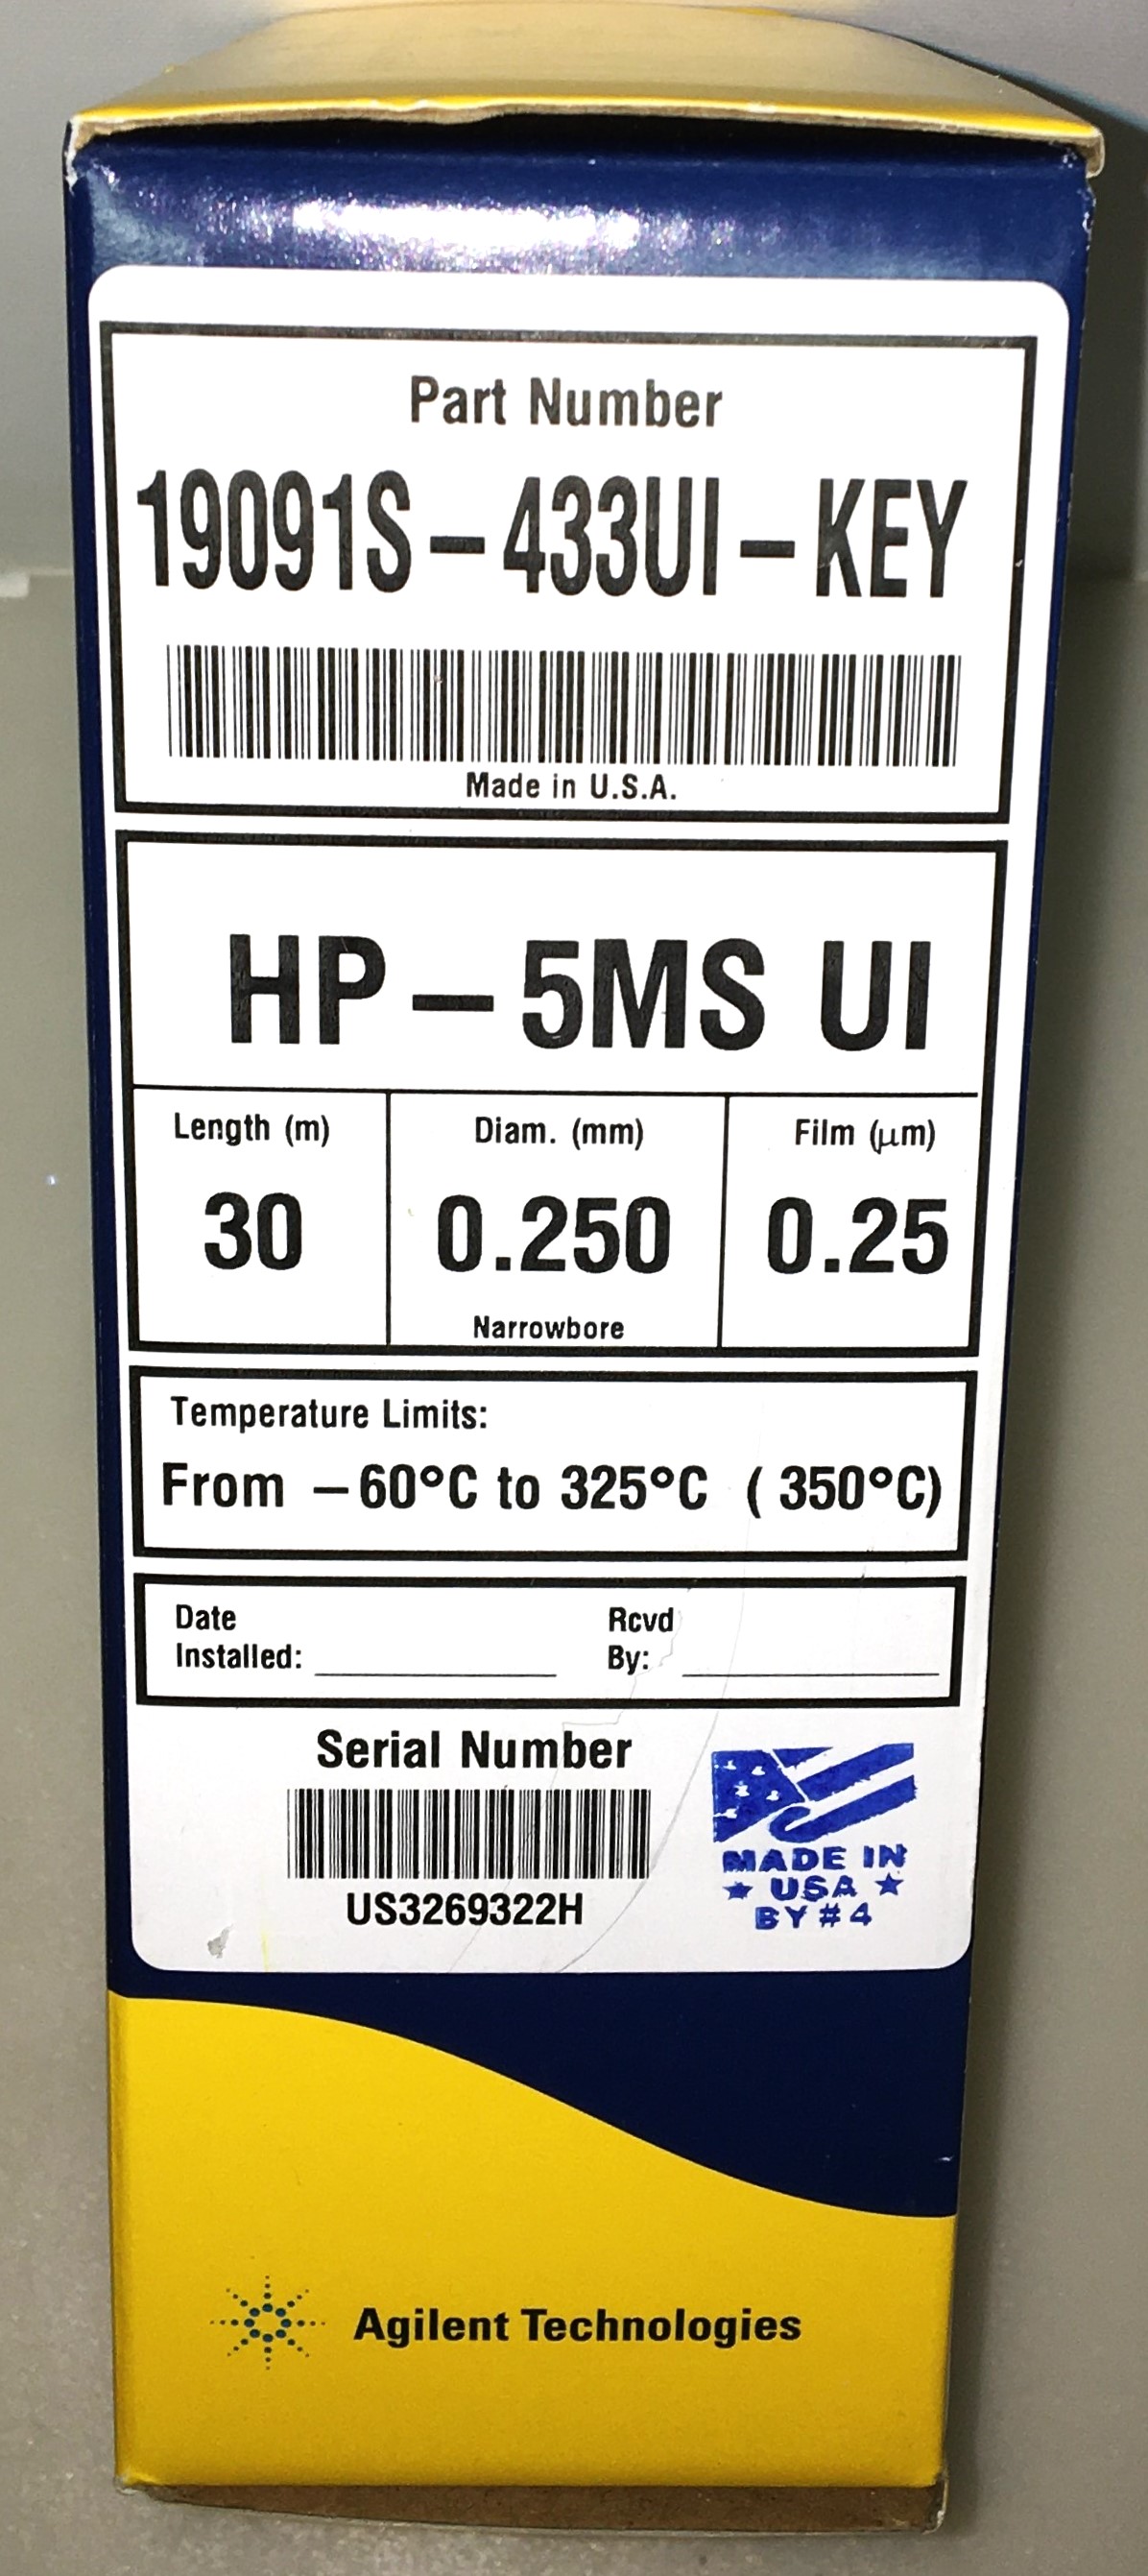 Part Number
19091S-433UI-KEY
Made in U.S.A.
HP-5MS UI
Length (m) Diam. (mm) Film (μm)
30 0.250 0.25
Narrowbore
Temperature Limits:
From -60°C to 325°C (350°C)
Date Installed: Rcvd By:
Serial Number
US3269322H
MADE IN
USA
BY #4
Agilent Technologies